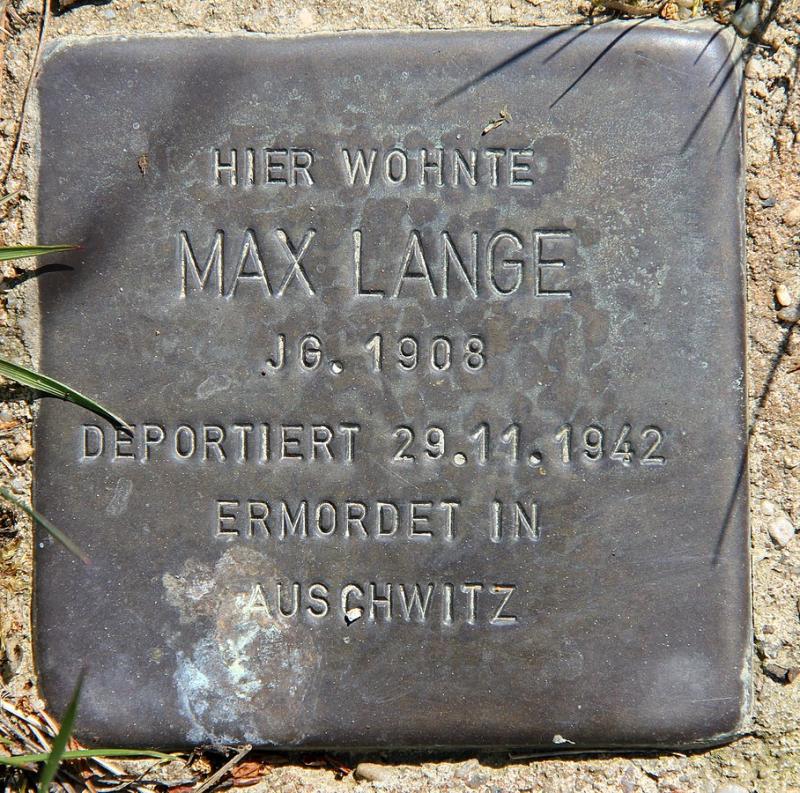 HIER WOHNTE
MAX LANGE
JG. 1908
DEPORTIERT 29.11.1942
ERMORDET IN
AUSCHWITZ